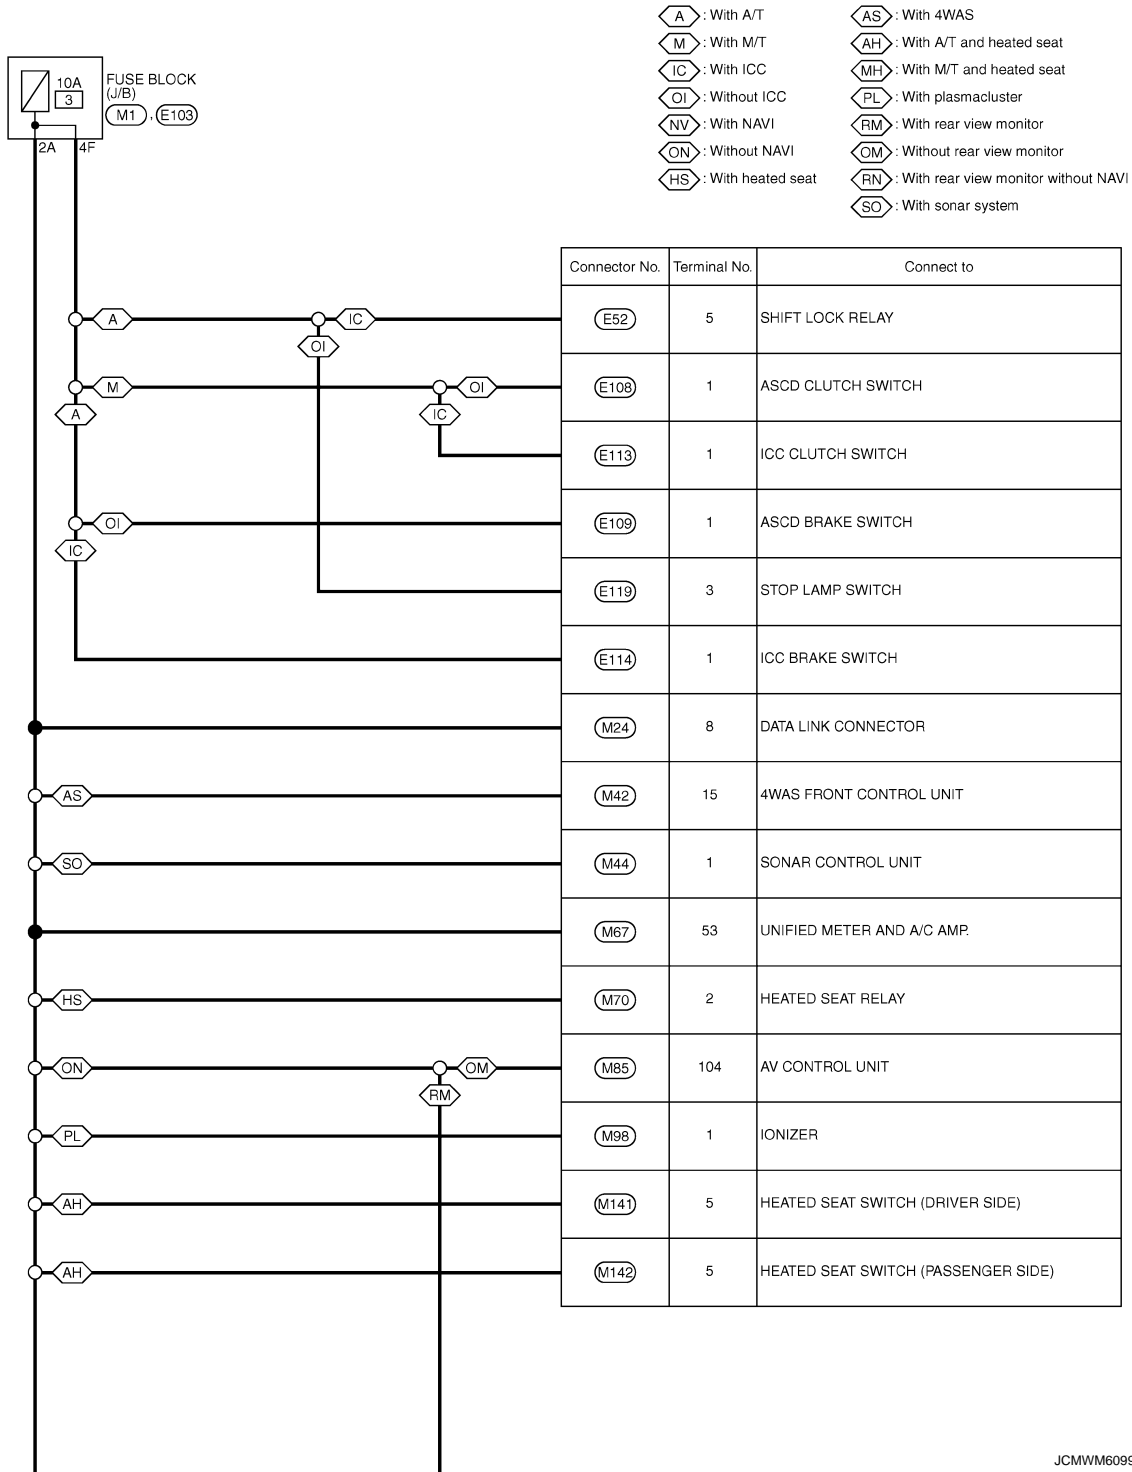 A : With A/T
M : With M/T
IC : With ICC
OI : Without ICC
NV : With NAVI
ON : Without NAVI
HS : With heated seat
AS : With 4WAS
AH : With A/T and heated seat
MH : With M/T and heated seat
PL : With plasmacluster
RM : With rear view monitor
OM : Without rear view monitor
RN : With rear view monitor without NAVI
SO : With sonar system
10A
3
FUSE BLOCK
(J/B)
M1 , E103
2A 4F
Connector No. Terminal No. Connect to
A IC E52 5 SHIFT LOCK RELAY
OI
M OI E108 1 ASCD CLUTCH SWITCH
A IC
E113 1 ICC CLUTCH SWITCH
OI E109 1 ASCD BRAKE SWITCH
IC
E119 3 STOP LAMP SWITCH
E114 1 ICC BRAKE SWITCH
M24 8 DATA LINK CONNECTOR
AS M42 15 4WAS FRONT CONTROL UNIT
SO M44 1 SONAR CONTROL UNIT
M67 53 UNIFIED METER AND A/C AMP.
HS M70 2 HEATED SEAT RELAY
ON OM M85 104 AV CONTROL UNIT
RM
PL M98 1 IONIZER
AH M141 5 HEATED SEAT SWITCH (DRIVER SIDE)
AH M142 5 HEATED SEAT SWITCH (PASSENGER SIDE)
JCMWM6099